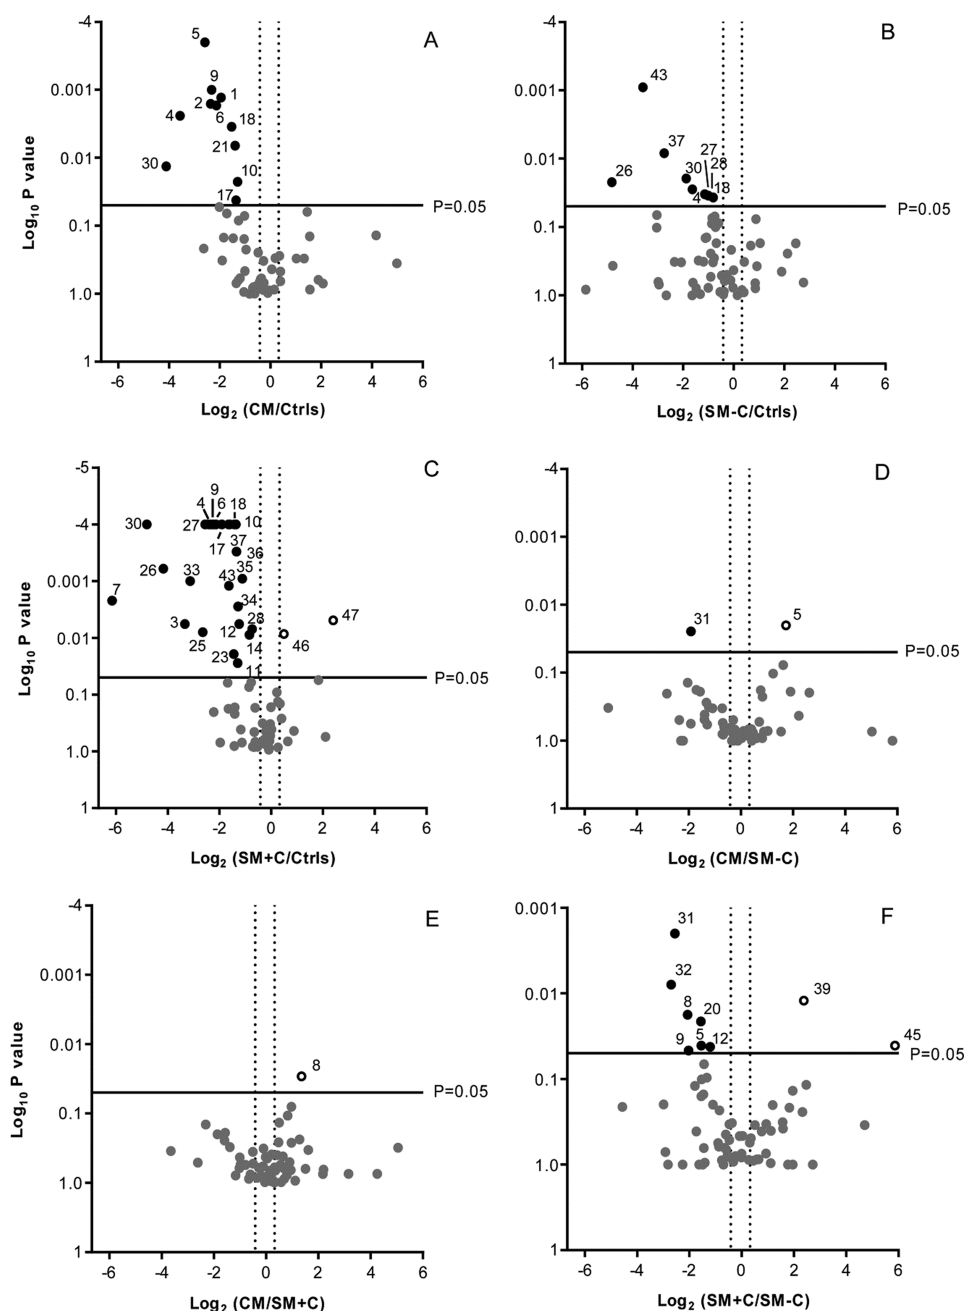 A
Log10 P value
-4
0.001
0.01
0.1
1.0
1
5
9
1
2
6
18
4
21
30
10
17
P=0.05
-6 -4 -2 0 2 4 6
Log2 (CM/Ctrls)
B
-4
0.001
0.01
0.1
1.0
1
43
37
27
28
26
30
4
18
P=0.05
-6 -4 -2 0 2 4 6
Log2 (SM-C/Ctrls)
C
Log10 P value
-5
-4
0.001
0.01
0.1
1.0
1
9
4 6 18
30 27 10
17 37
36
26 33 43 35
7
34
47
3 12 28
46
25 14
23
11
P=0.05
-6 -4 -2 0 2 4 6
Log2 (SM+C/Ctrls)
D
-4
0.001
0.01
0.1
1.0
1
31
5
P=0.05
-6 -4 -2 0 2 4 6
Log2 (CM/SM-C)
E
Log10 P value
-4
0.001
0.01
0.1
1.0
1
8
P=0.05
-6 -4 -2 0 2 4 6
Log2 (CM/SM+C)
F
0.001
0.01
0.1
1.0
1
31
32
39
8 20
9 5 12
45
P=0.05
-6 -4 -2 0 2 4 6
Log2 (SM+C/SM-C)